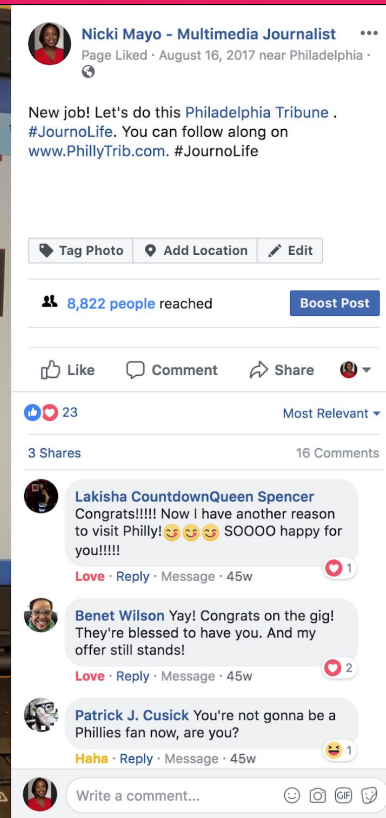 Nicki Mayo - Multimedia Journalist
Page Liked · August 16, 2017 near Philadelphia ·
New job! Let's do this Philadelphia Tribune .
#JournoLife. You can follow along on
www.PhillyTrib.com. #JournoLife
Tag Photo Add Location Edit
8,822 people reached Boost Post
Like Comment Share
23 Most Relevant
3 Shares 16 Comments
Lakisha CountdownQueen Spencer
Congrats!!!!! Now I have another reason
to visit Philly!😋😋😋 SOOOO happy for
you!!!!!
1
Love · Reply · Message · 45w
Benet Wilson Yay! Congrats on the gig!
They're blessed to have you. And my
offer still stands!
2
Love · Reply · Message · 45w
Patrick J. Cusick You're not gonna be a
Phillies fan now, are you?
1
Haha · Reply · Message · 45w
Write a comment...
GIF